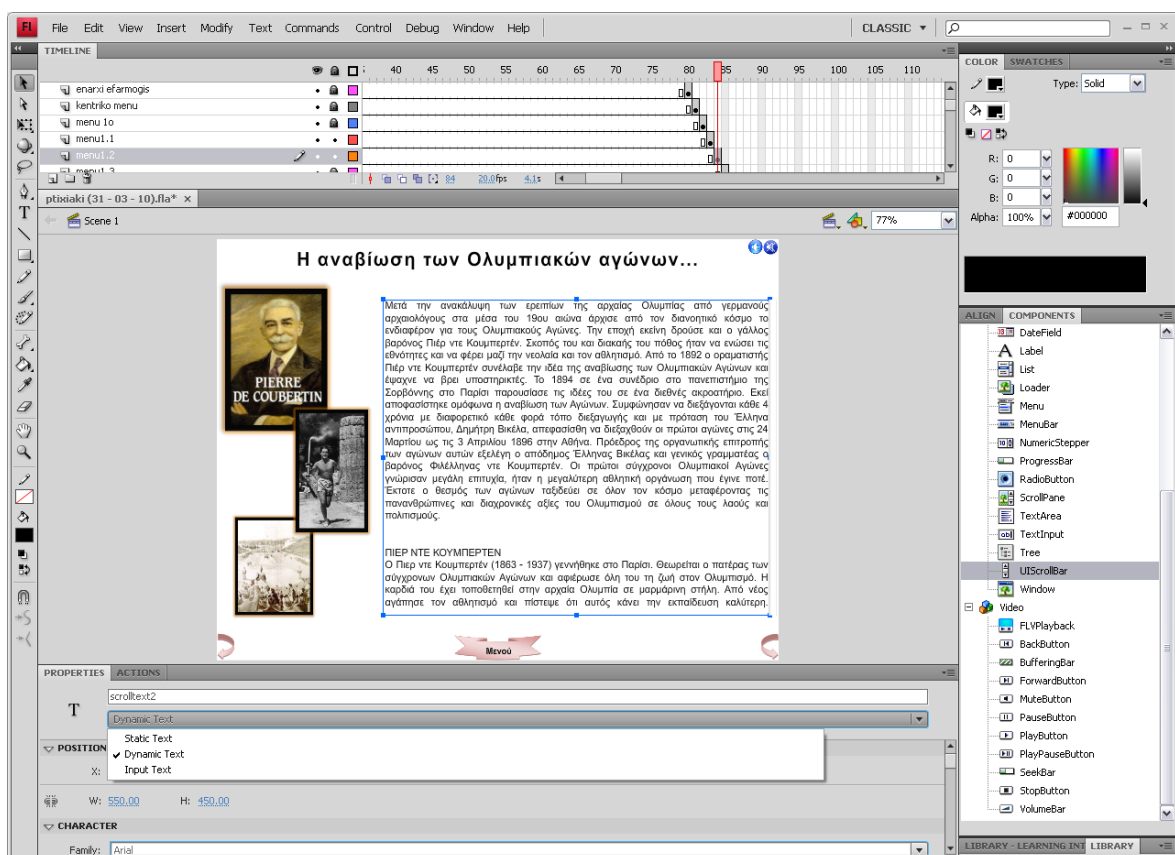 Fl File Edit View Insert Modify Text Commands Control Debug Window Help CLASSIC
TIMELINE
40 45 50 55 60 65 70 75 80 85 90 95 100 105 110
enarxi efarmogis
kentriko menu
menu 1o
menu1.1
menu1.2
menu1.3
84 20.0fps 4.1s
ptixiaki (31 - 03 - 10).fla* ×
Scene 1 77%
Η αναβίωση των Ολυμπιακών αγώνων...
PIERRE
DE COUBERTIN
Μετά την ανακάλυψη των ερειπίων της αρχαίας Ολυμπίας από γερμανούς
αρχαιολόγους στα μέσα του 19ου αιώνα άρχισε από τον διανοητικό κόσμο το
ενδιαφέρον για τους Ολυμπιακούς Αγώνες. Την εποχή εκείνη δρούσε και ο γάλλος
βαρόνος Πιέρ ντε Κουμπερτέν. Σκοπός του και διακαής του πόθος ήταν να ενώσει τις
εθνότητες και να φέρει μαζί την νεολαία και τον αθλητισμό. Από το 1892 ο οραματιστής
Πιέρ ντε Κουμπερτέν συνέλαβε την ιδέα της αναβίωσης των Ολυμπιακών Αγώνων και
έψαχνε να βρει υποστηρικτές. Το 1894 σε ένα συνέδριο στο πανεπιστήμιο της
Σορβόννης στο Παρίσι παρουσίασε τις ιδέες του σε ένα διεθνές ακροατήριο. Εκεί
αποφασίστηκε ομόφωνα η αναβίωση των Αγώνων. Συμφώνησαν να διεξάγονται κάθε 4
χρόνια με διαφορετικό κάθε φορά τόπο διεξαγωγής και με πρόταση του Έλληνα
αντιπροσώπου, Δημήτρη Βικέλα, απεφασίσθη να διεξαχθούν οι πρώτοι αγώνες στις 24
Μαρτίου ως τις 3 Απριλίου 1896 στην Αθήνα. Πρόεδρος της οργανωτικής επιτροπής
των αγώνων αυτών εξελέγη ο απόδημος Έλληνας Βικέλας και γενικός γραμματέας ο
βαρόνος Φιλέλληνας ντε Κουμπερτέν. Οι πρώτοι σύγχρονοι Ολυμπιακοί Αγώνες
γνώρισαν μεγάλη επιτυχία, ήταν η μεγαλύτερη αθλητική οργάνωση που έγινε ποτέ.
Έκτοτε ο θεσμός των αγώνων ταξιδεύει σε όλον τον κόσμο μεταφέροντας τις
πανανθρώπινες και διαχρονικές αξίες του Ολυμπισμού σε όλους τους λαούς και
πολιτισμούς.
ΠΙΕΡ ΝΤΕ ΚΟΥΜΠΕΡΤΕΝ
Ο Πιερ ντε Κουμπερτέν (1863 - 1937) γεννήθηκε στο Παρίσι. Θεωρείται ο πατέρας των
σύγχρονων Ολυμπιακών Αγώνων και αφιέρωσε όλη του τη ζωή στον Ολυμπισμό. Η
καρδιά του έχει τοποθετηθεί στην αρχαία Ολυμπία σε μαρμάρινη στήλη. Από νέος
αγάπησε τον αθλητισμό και πίστεψε ότι αυτός κάνει την εκπαίδευση καλύτερη.
Μενού
PROPERTIES ACTIONS
T scrolltext2
Dynamic Text
Static Text
Dynamic Text
Input Text
POSITION
X:
W: 550.00 H: 450.00
CHARACTER
Family: Arial
COLOR SWATCHES
Type: Solid
R: 0
G: 0
B: 0
Alpha: 100% #000000
ALIGN COMPONENTS
DateField
Label
List
Loader
Menu
MenuBar
NumericStepper
ProgressBar
RadioButton
ScrollPane
TextArea
TextInput
Tree
UIScrollBar
Window
Video
FLVPlayback
BackButton
BufferingBar
ForwardButton
MuteButton
PauseButton
PlayButton
PlayPauseButton
SeekBar
StopButton
VolumeBar
LIBRARY - LEARNING INT LIBRARY